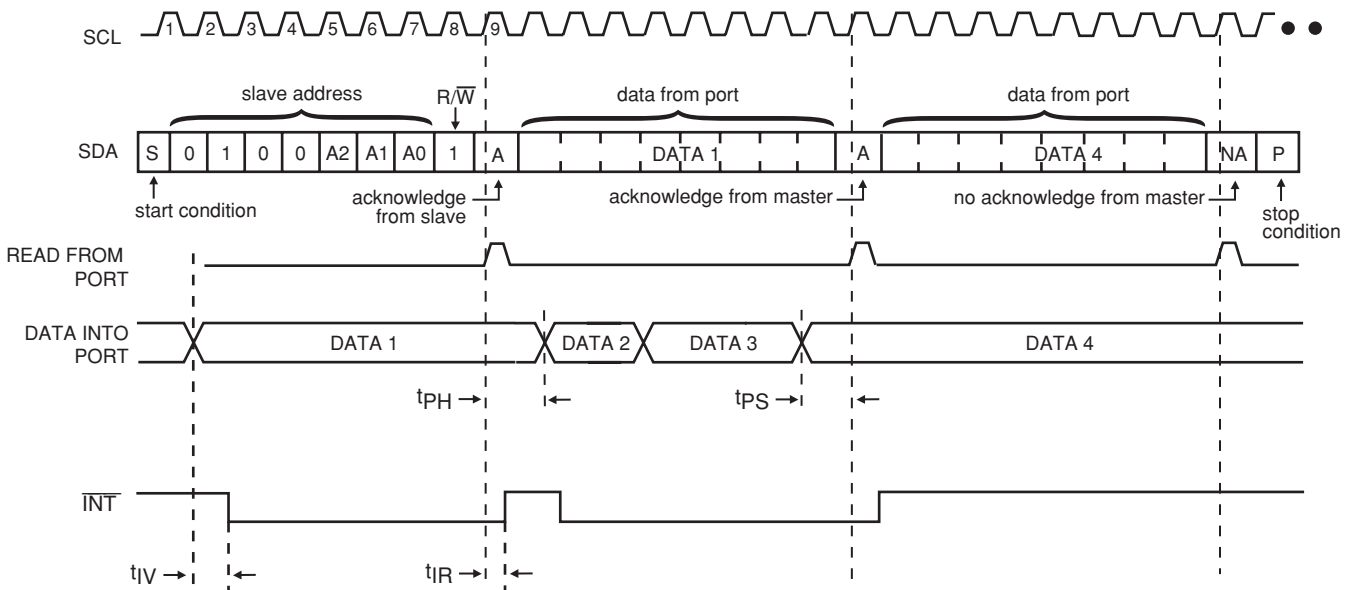 SCL 1 2 3 4 5 6 7 8 9
slave address R/W̅ data from port data from port
SDA S 0 1 0 0 A2 A1 A0 1 A DATA 1 A DATA 4 NA P
start condition
acknowledge
from slave
acknowledge from master
no acknowledge from master
stop
condition
READ FROM
PORT
DATA INTO
PORT
DATA 1 DATA 2 DATA 3 DATA 4
tPH tPS
I̅N̅T̅
tIV tIR